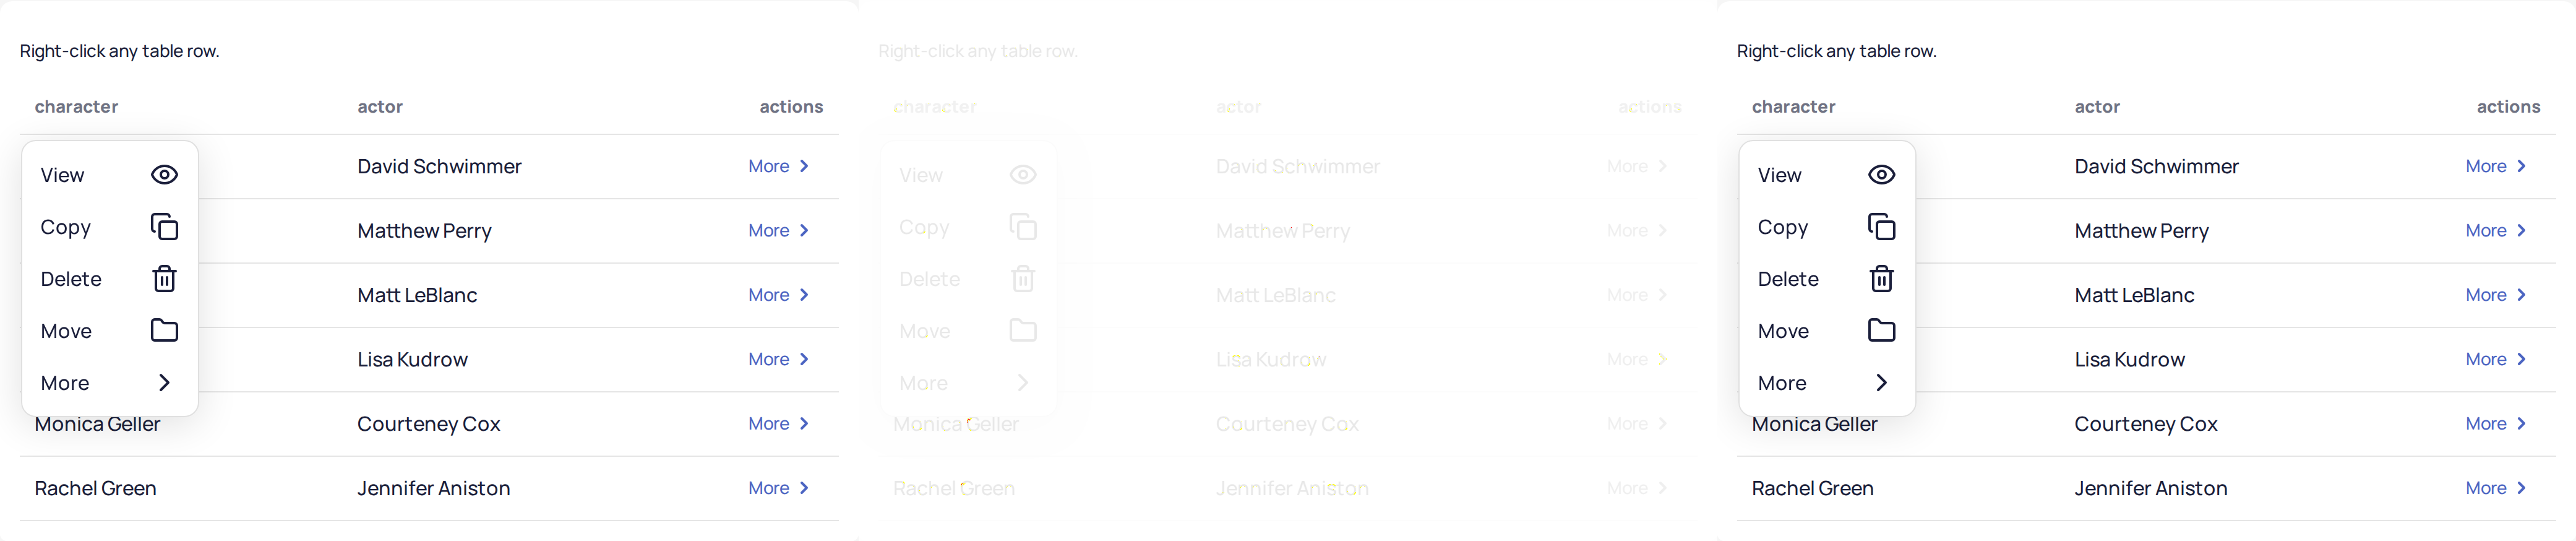 Right-click any table row.
character actor actions
View David Schwimmer More
Copy Matthew Perry More
Delete Matt LeBlanc More
Move Lisa Kudrow More
More
Monica Geller Courteney Cox More
Rachel Green Jennifer Aniston More
Right-click any table row.
character actor actions
View David Schwimmer More
Copy Matthew Perry More
Delete Matt LeBlanc More
Move Lisa Kudrow More
More
Monica Geller Courteney Cox More
Rachel Green Jennifer Aniston More
Right-click any table row.
character actor actions
View David Schwimmer More
Copy Matthew Perry More
Delete Matt LeBlanc More
Move Lisa Kudrow More
More
Monica Geller Courteney Cox More
Rachel Green Jennifer Aniston More